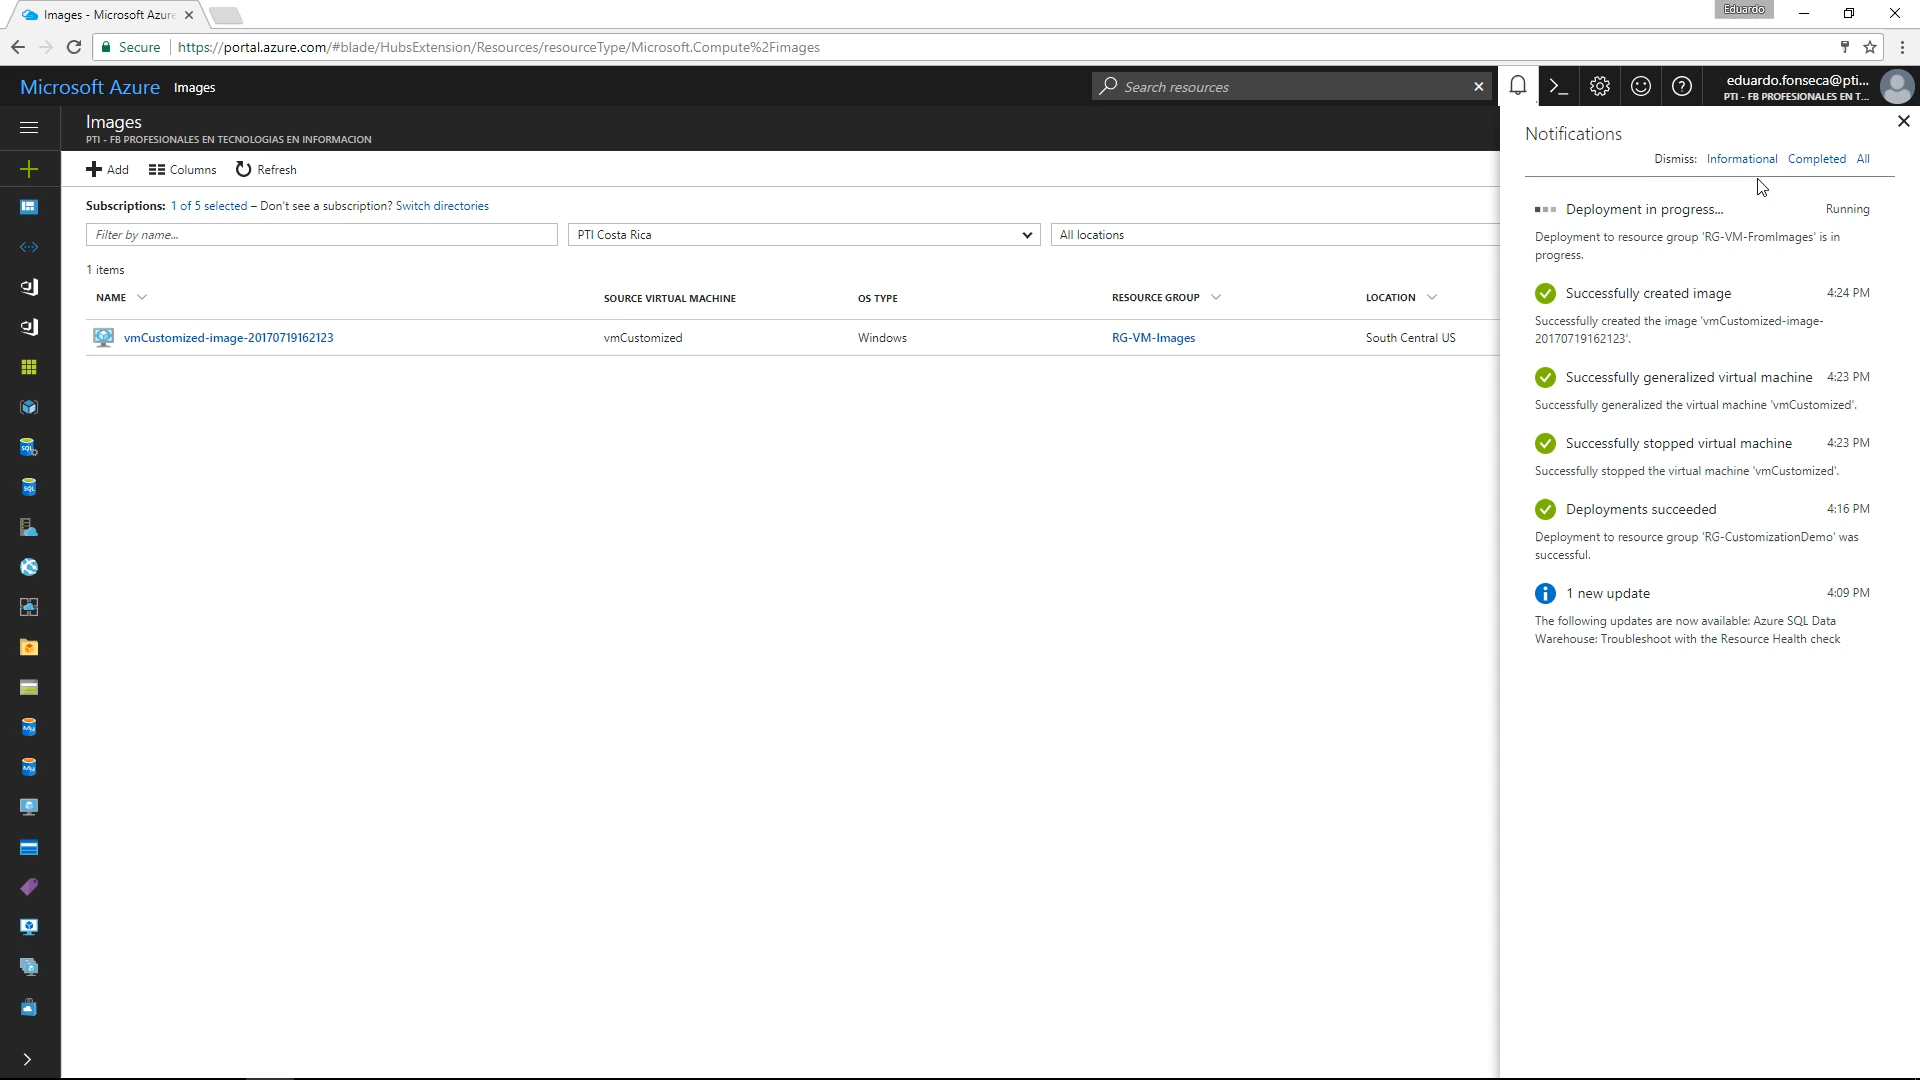 Images - Microsoft Azure
Eduardo
Secure https://portal.azure.com/#blade/HubsExtension/Resources/resourceType/Microsoft.Compute%2Fimages
Microsoft Azure Images
Search resources
eduardo.fonseca@pti...
PTI - FB PROFESIONALES EN T...
Images
PTI - FB PROFESIONALES EN TECNOLOGIAS EN INFORMACION
Add Columns Refresh
Subscriptions: 1 of 5 selected – Don't see a subscription? Switch directories
Filter by name... PTI Costa Rica All locations
1 items
NAME SOURCE VIRTUAL MACHINE OS TYPE RESOURCE GROUP LOCATION
vmCustomized-image-20170719162123 vmCustomized Windows RG-VM-Images South Central US
Notifications
Dismiss: Informational Completed All
Deployment in progress... Running
Deployment to resource group 'RG-VM-FromImages' is in
progress.
Successfully created image 4:24 PM
Successfully created the image 'vmCustomized-image-
20170719162123'.
Successfully generalized virtual machine 4:23 PM
Successfully generalized the virtual machine 'vmCustomized'.
Successfully stopped virtual machine 4:23 PM
Successfully stopped the virtual machine 'vmCustomized'.
Deployments succeeded 4:16 PM
Deployment to resource group 'RG-CustomizationDemo' was
successful.
1 new update 4:09 PM
The following updates are now available: Azure SQL Data
Warehouse: Troubleshoot with the Resource Health check
SQL
SQL
My
My